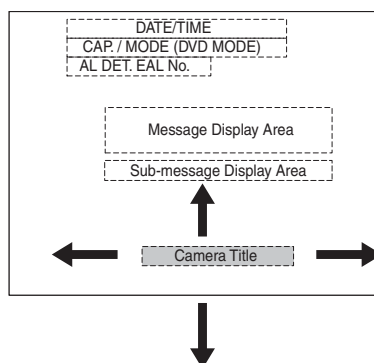 DATE/TIME
CAP. / MODE (DVD MODE)
AL DET. EAL No.
Message Display Area
Sub-message Display Area
Camera Title